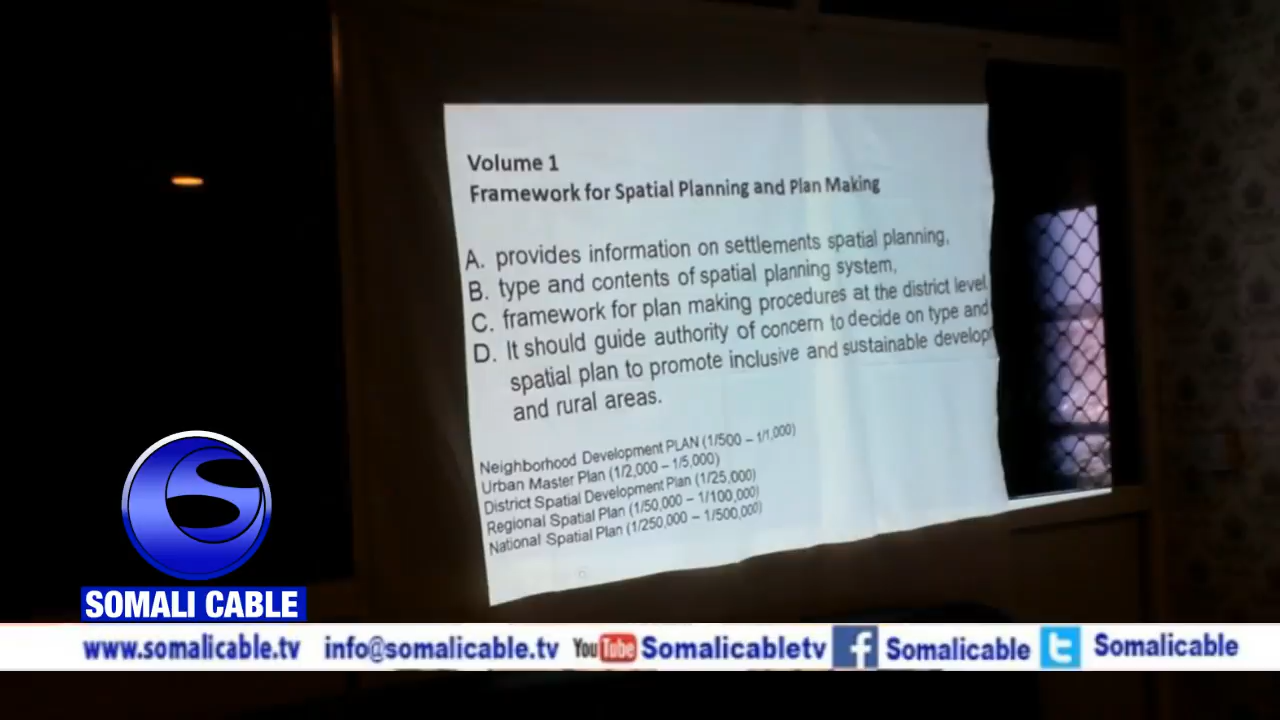 Volume 1
Framework for Spatial Planning and Plan Making
A. provides information on settlements spatial planning,
B. type and contents of spatial planning system,
C. framework for plan making procedures at the district level
D. It should guide authority of concern to decide on type and
spatial plan to promote inclusive and sustainable develop
and rural areas.
Neighborhood Development PLAN (1/500 – 1/1,000)
Urban Master Plan (1/2,000 – 1/5,000)
District Spatial Development Plan (1/25,000)
Regional Spatial Plan (1/50,000 – 1/100,000)
National Spatial Plan (1/250,000 – 1/500,000)
SOMALI CABLE
www.somalicable.tv info@somalicable.tv YouTube Somalicabletv f Somalicable t Somalicable